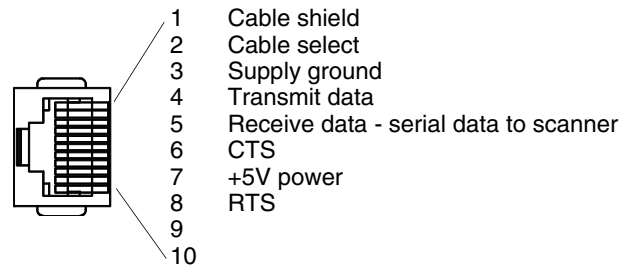 1 Cable shield
2 Cable select
3 Supply ground
4 Transmit data
5 Receive data - serial data to scanner
6 CTS
7 +5V power
8 RTS
9
10